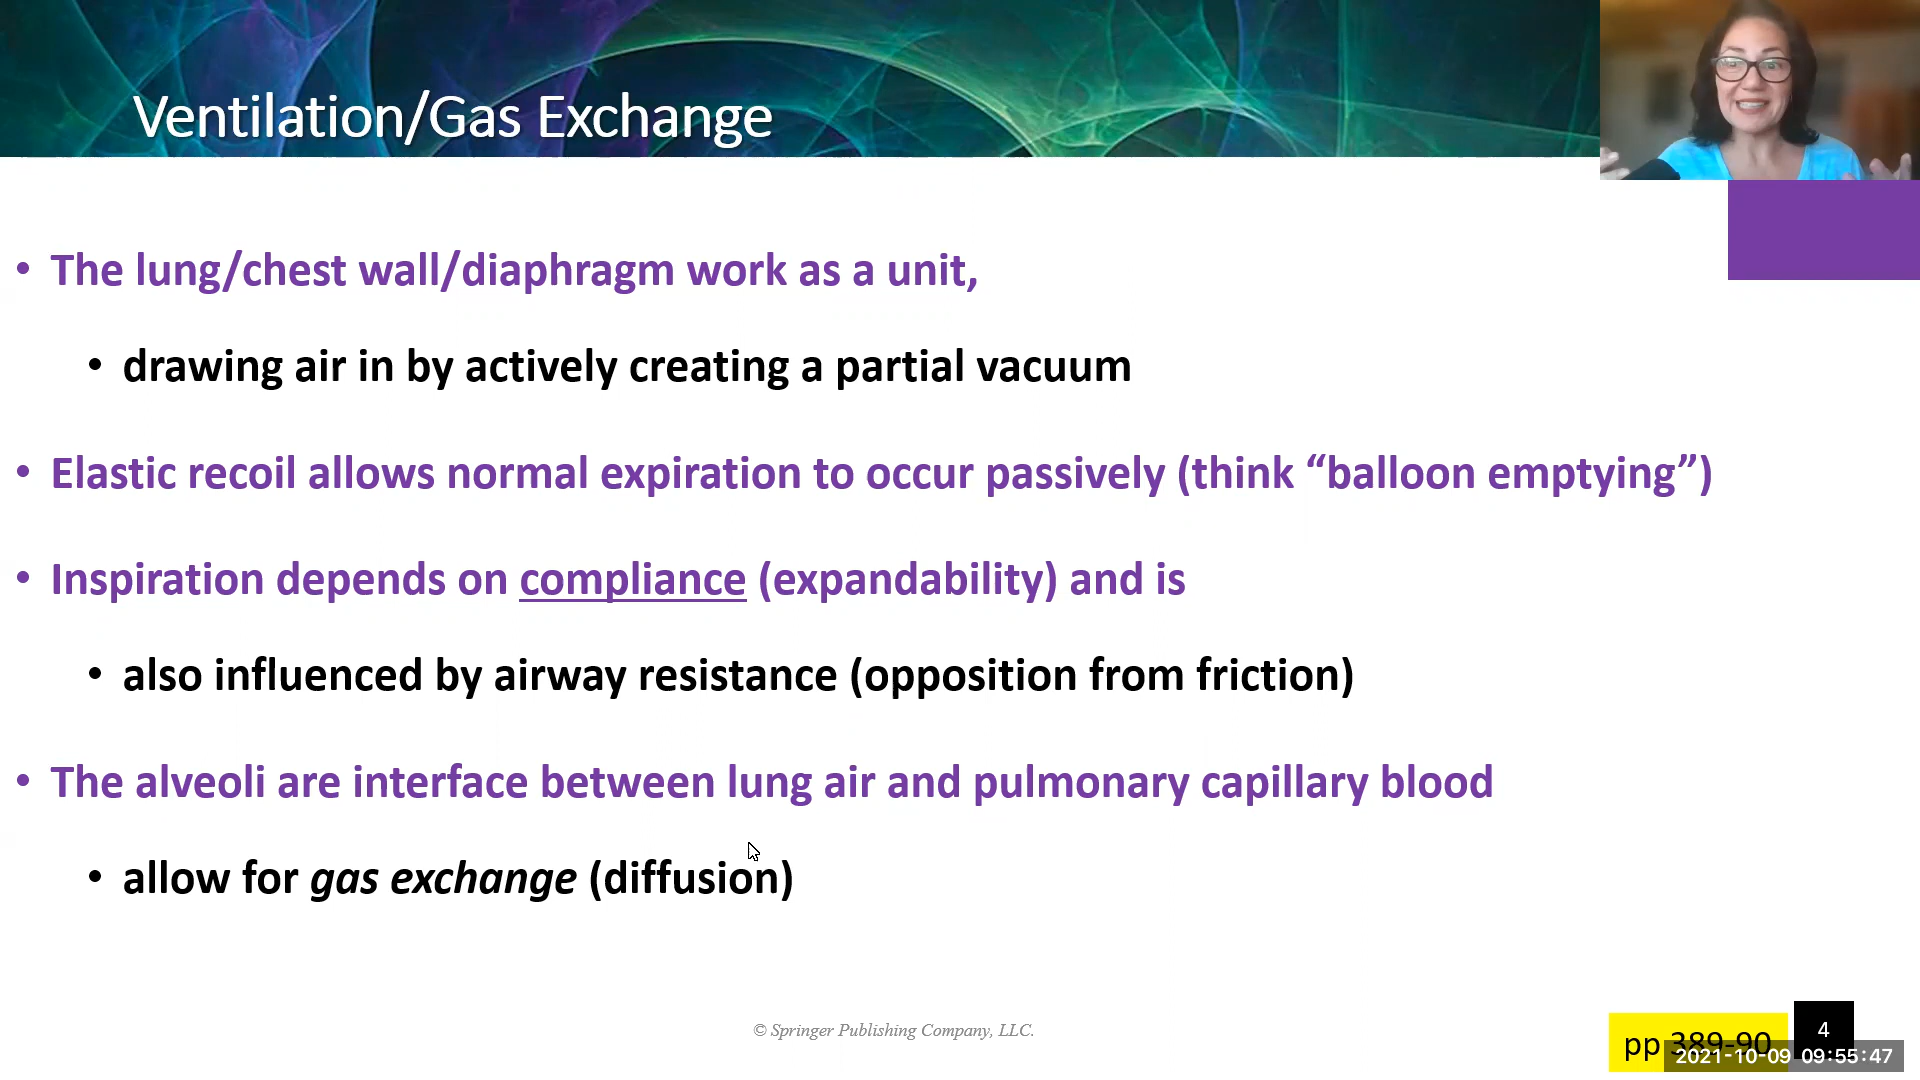 Ventilation/Gas Exchange
• The lung/chest wall/diaphragm work as a unit,
• drawing air in by actively creating a partial vacuum
• Elastic recoil allows normal expiration to occur passively (think “balloon emptying”)
• Inspiration depends on compliance (expandability) and is
• also influenced by airway resistance (opposition from friction)
• The alveoli are interface between lung air and pulmonary capillary blood
• allow for gas exchange (diffusion)
© Springer Publishing Company, LLC.
pp 389-90
4
2021-10-09 09:55:47